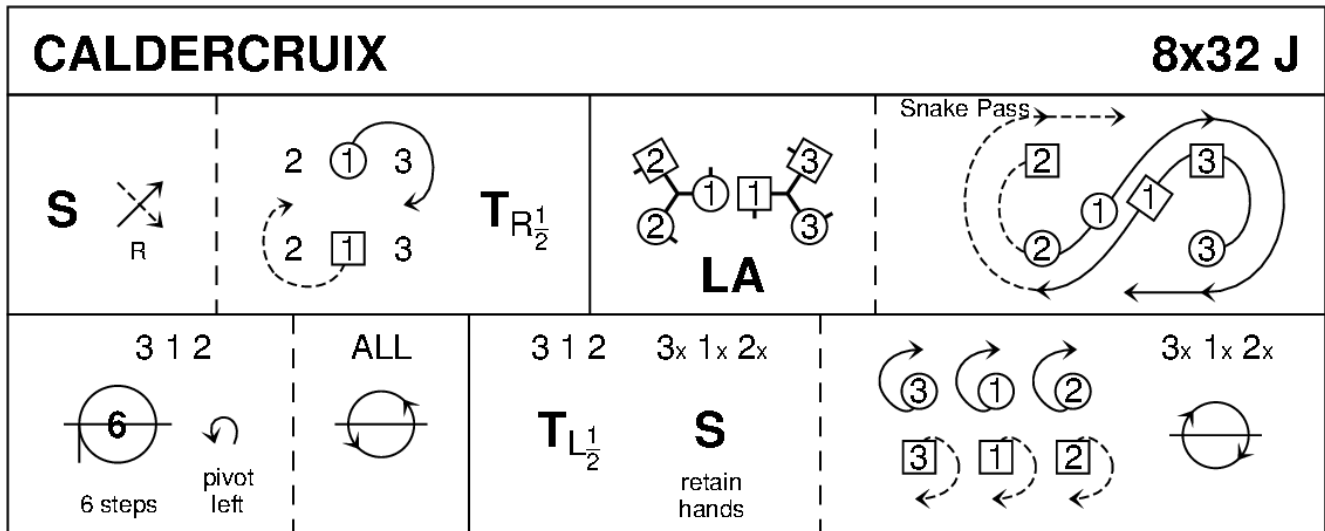 CALDERCRUIX 8x32 J
S R
2 1 3
2 1 3
T R½
2 1 1 3
2 3
LA
Snake Pass
2 3
1 1
2 3
3 1 2
6
6 steps
pivot
left
ALL
3 1 2
T L½
3x 1x 2x
S
retain
hands
3 1 2
3 1 2
3x 1x 2x